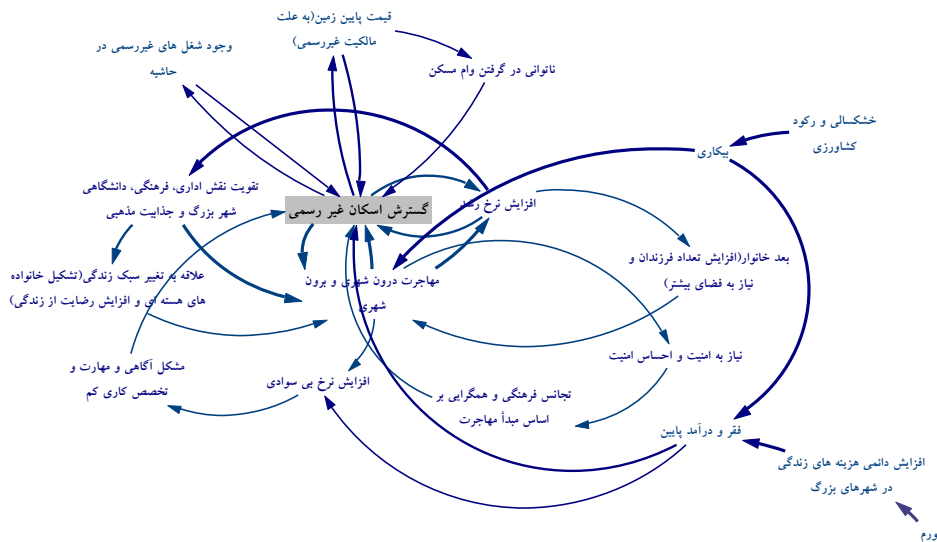 قیمت پایین زمین(به علت
مالکیت غیررسمی)
وجود شغل های غیررسمی در
حاشیه
ناتوانی در گرفتن وام مسکن
خشکسالی و رکود
کشاورزی
بیکاری
تقویت نقش اداری، فرهنگی، دانشگاهی
شهر بزرگ و جذابیت مذهبی
گسترش اسکان غیر رسمی
افزایش نرخ رشد
علاقه به تغییر سبک زندگی(تشکیل خانواده
های هسته ای و افزایش رضایت از زندگی)
مهاجرت درون شهری و برون
شهری
بعد خانوار(افزایش تعداد فرزندان و
نیاز به فضای بیشتر)
نیاز به امنیت و احساس امنیت
مشکل آگاهی و مهارت و
تخصص کاری کم
افزایش نرخ بی سوادی
تجانس فرهنگی و همگرایی بر
اساس مبدأ مهاجرت
فقر و درآمد پایین
افزایش دائمی هزینه های زندگی
در شهرهای بزرگ
ورم